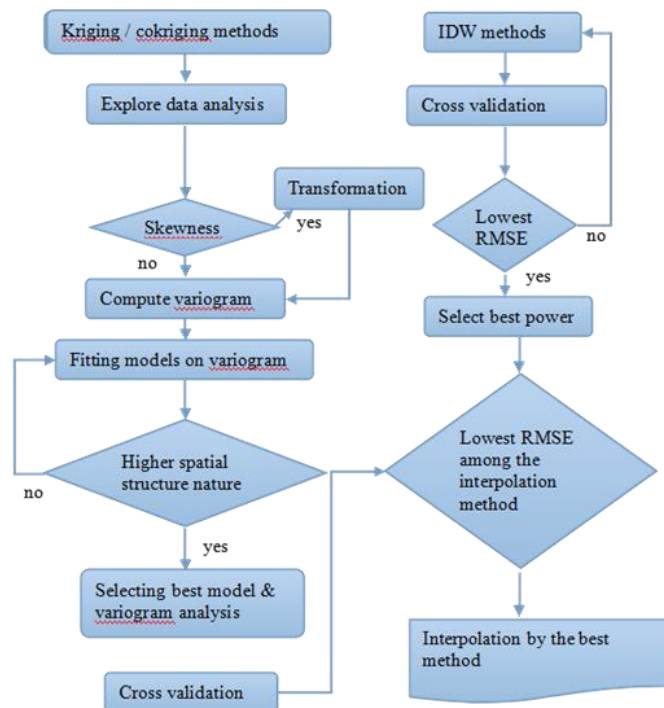 Kriging / cokriging methods
Explore data analysis
Transformation
Skewness
yes
no
Compute variogram
Fitting models on variogram
Higher spatial
structure nature
no
yes
Selecting best model &
variogram analysis
Cross validation
IDW methods
Cross validation
Lowest
RMSE
no
yes
Select best power
Lowest RMSE
among the
interpolation
method
Interpolation by the best
method